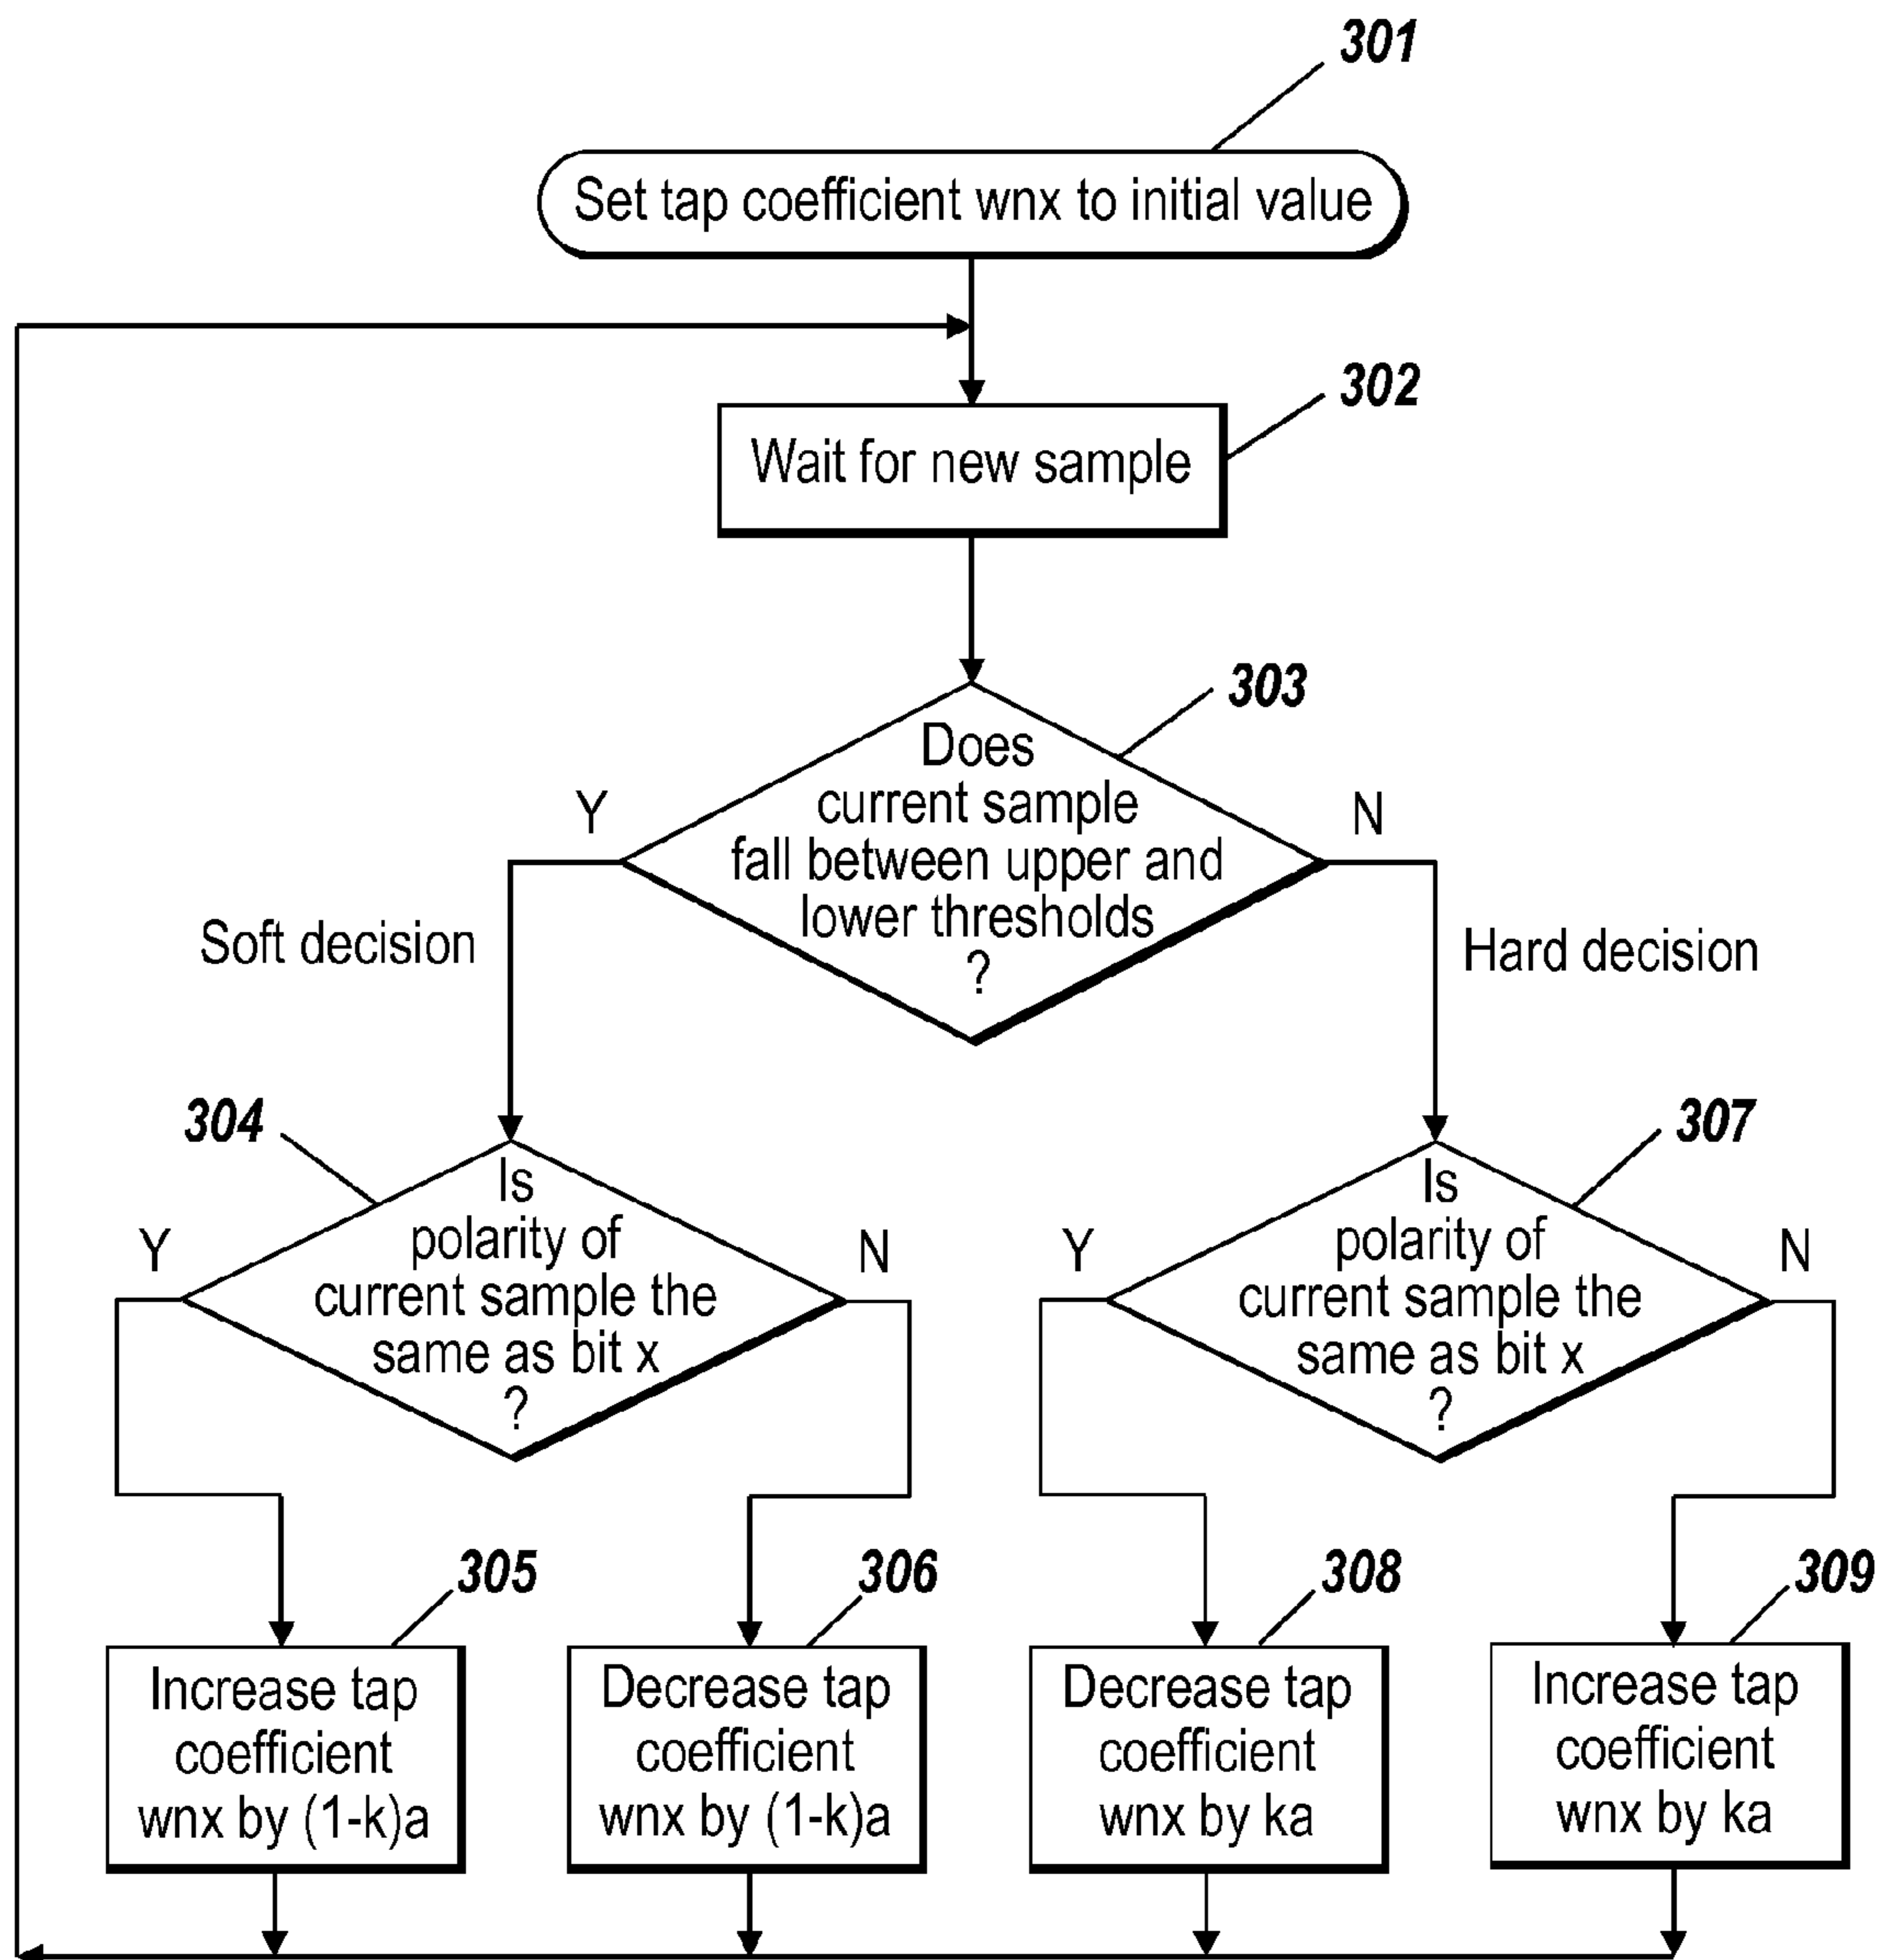 301
Set tap coefficient wnx to initial value
302
Wait for new sample
303
Does
current sample
fall between upper and
lower thresholds
?
Y
N
Soft decision
Hard decision
304
Is
polarity of
current sample the
same as bit x
?
Y
N
307
Is
polarity of
current sample the
same as bit x
?
Y
N
305
Increase tap
coefficient
wnx by (1-k)a
306
Decrease tap
coefficient
wnx by (1-k)a
308
Decrease tap
coefficient
wnx by ka
309
Increase tap
coefficient
wnx by ka